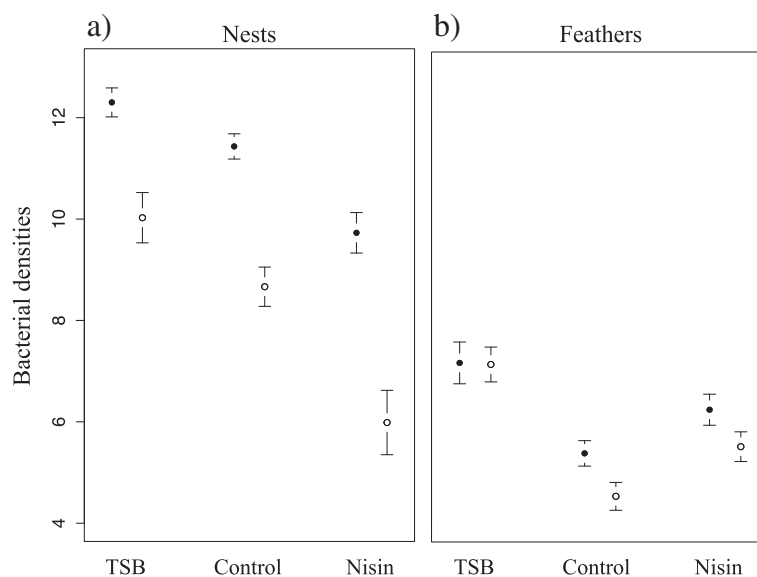 a)
Nests
b)
Feathers
Bacterial densities
12
10
8
6
4
TSB
Control
Nisin
TSB
Control
Nisin